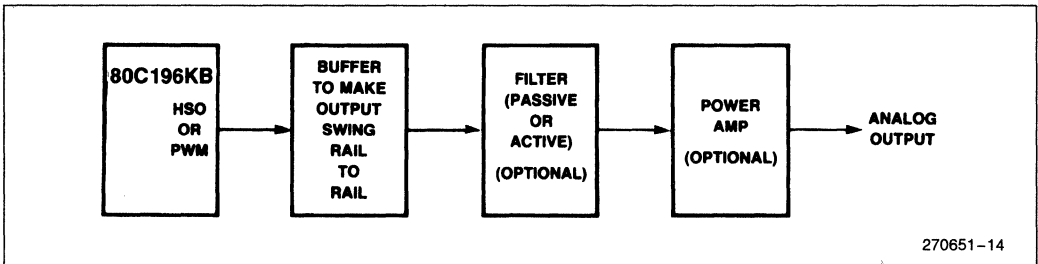 80C196KB
HSO
OR
PWM
BUFFER
TO MAKE
OUTPUT
SWING
RAIL
TO
RAIL
FILTER
(PASSIVE
OR
ACTIVE)
(OPTIONAL)
POWER
AMP
(OPTIONAL)
ANALOG
OUTPUT
270651–14